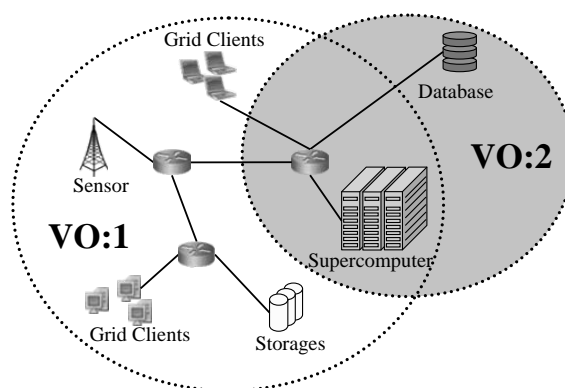 Grid Clients
Database
VO:2
Sensor
VO:1
Supercomputer
Grid Clients
Storages